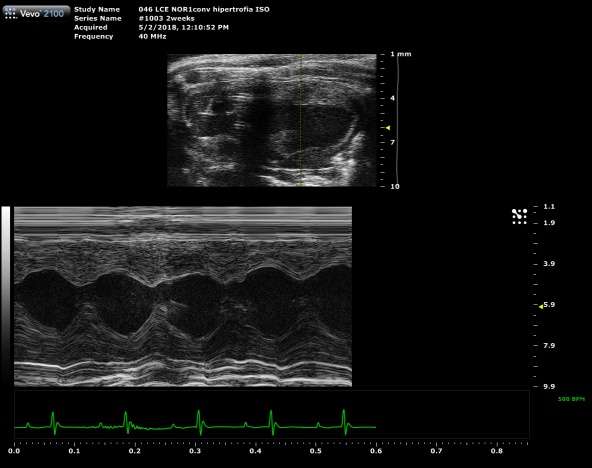 Vevo 2100
Study Name 046 LCE NOR1conv hipertrofia ISO
Series Name #1003 2weeks
Acquired 5/2/2018, 12:10:52 PM
Frequency 40 MHz
1 mm
4
7
10
1.1
1.9
3.9
5.9
7.9
9.9
500 BPM
0.0 0.1 0.2 0.3 0.4 0.5 0.6 0.7 0.8